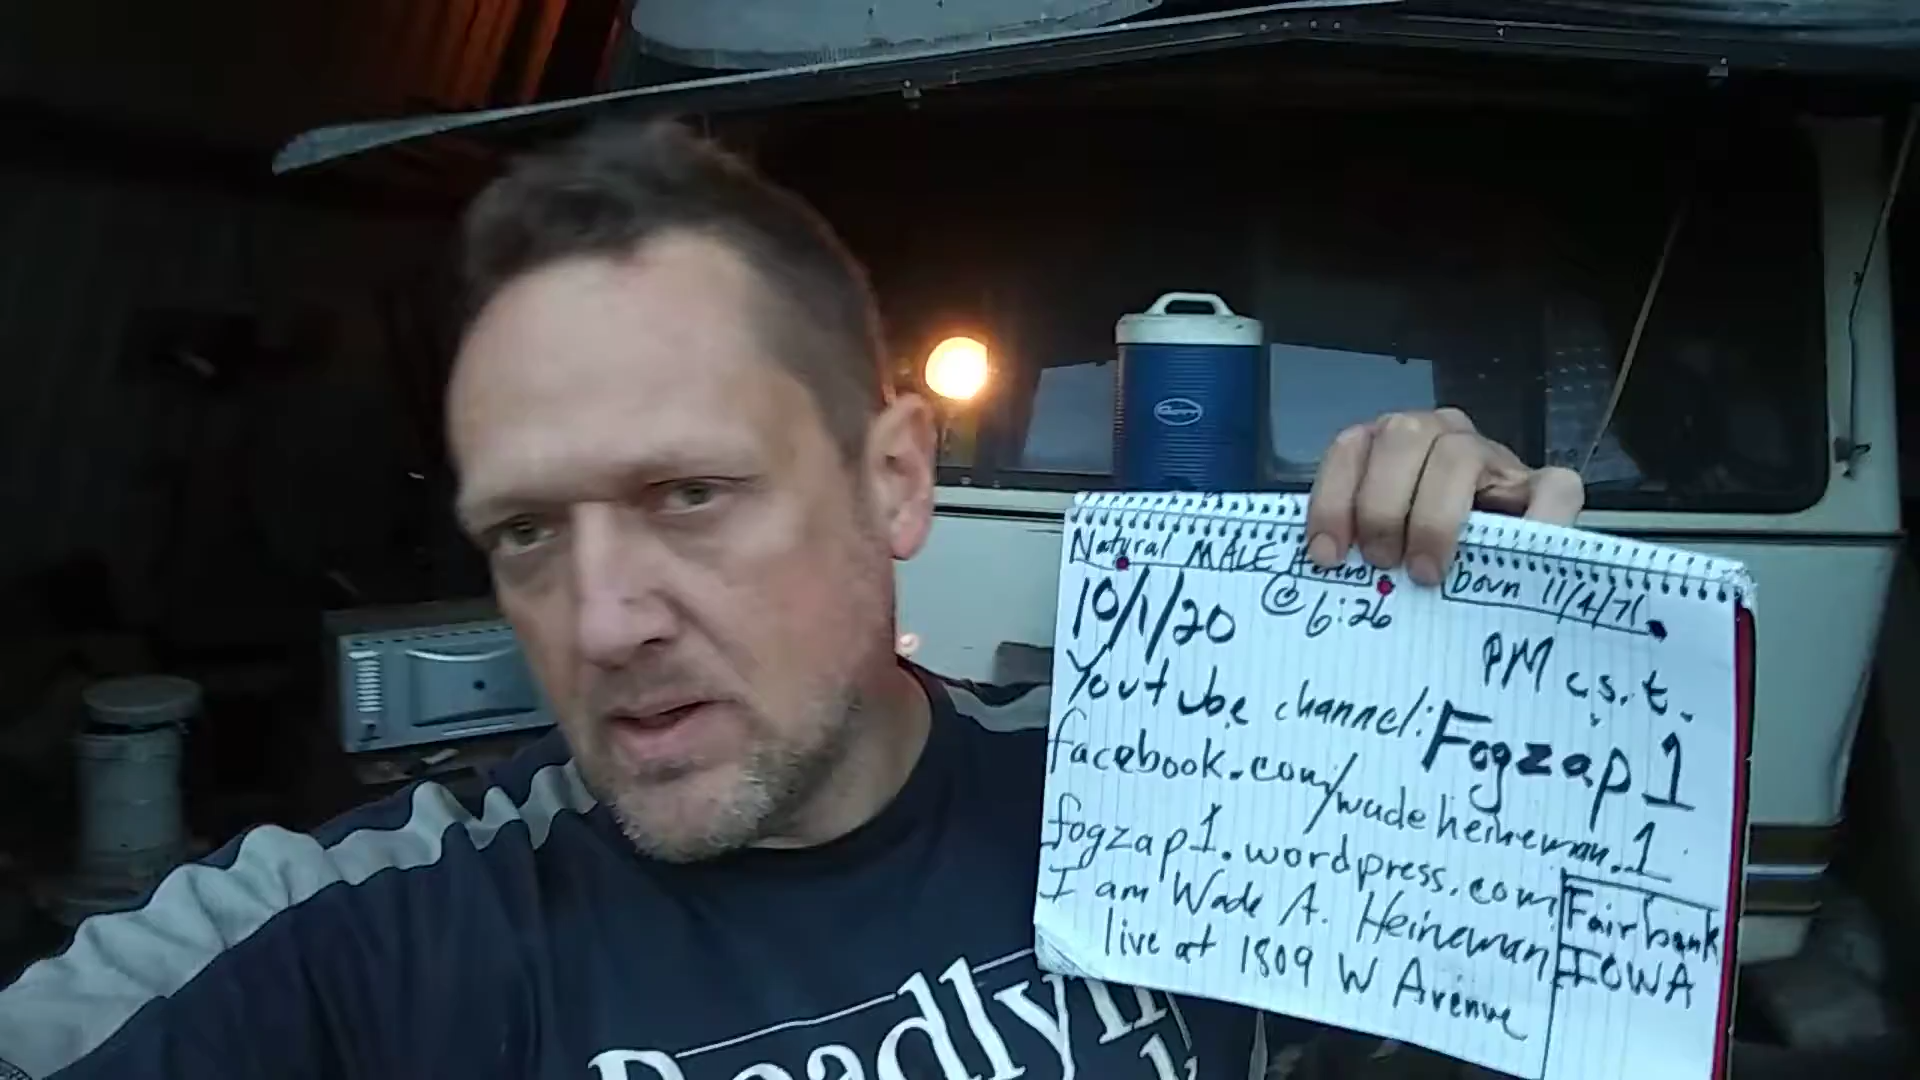 Natural MALE
born 11/4/71.
10/1/20 @ 6:26
PM c.s.t.
Youtube channel: Fogzap1
facebook.com/wadeheineman.1
fogzap1.wordpress.com
I am Wade A. Heineman
live at 1809 W Avenue
Fairbank
IOWA
Deadlyn